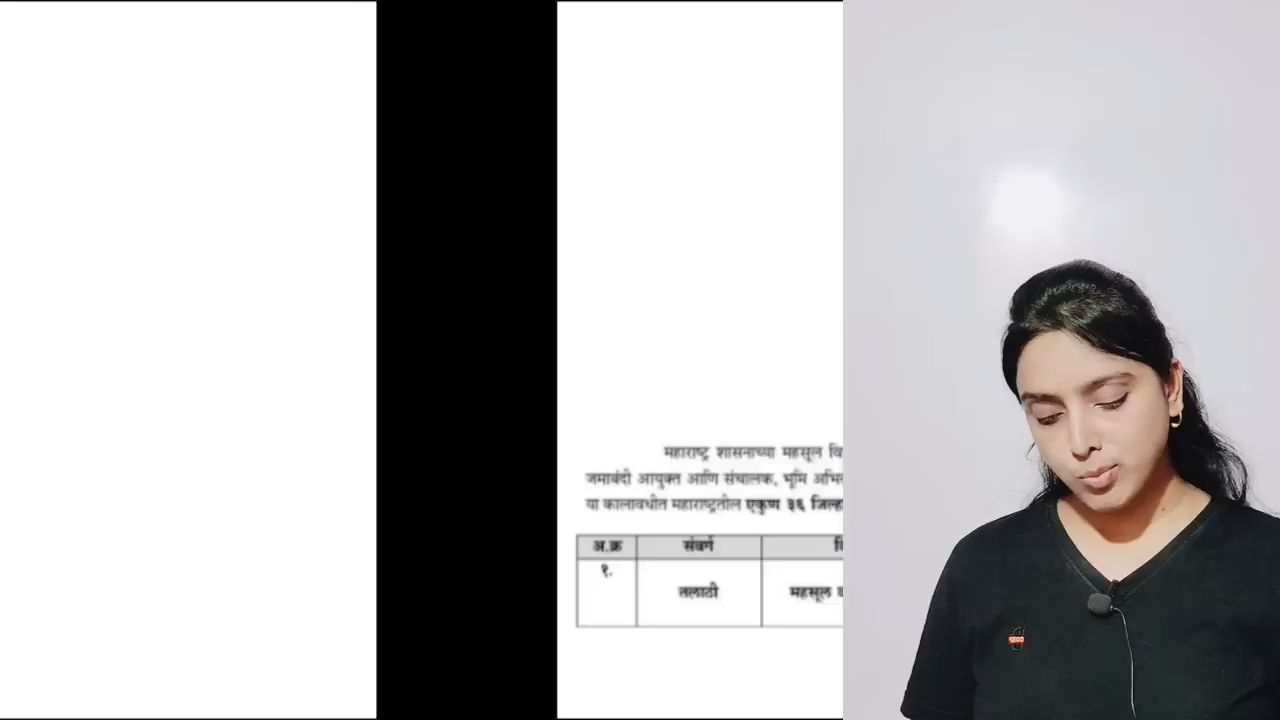 महाराष्ट्र शासनाच्या महसूल वि
जमाबंदी आयुक्त आणि संचालक, भूमि अभि
या कालावधीत महाराष्ट्रातील एकुण ३६ जिल्हा
अ.क्र संवर्ग
१. तलाठी महसूल व